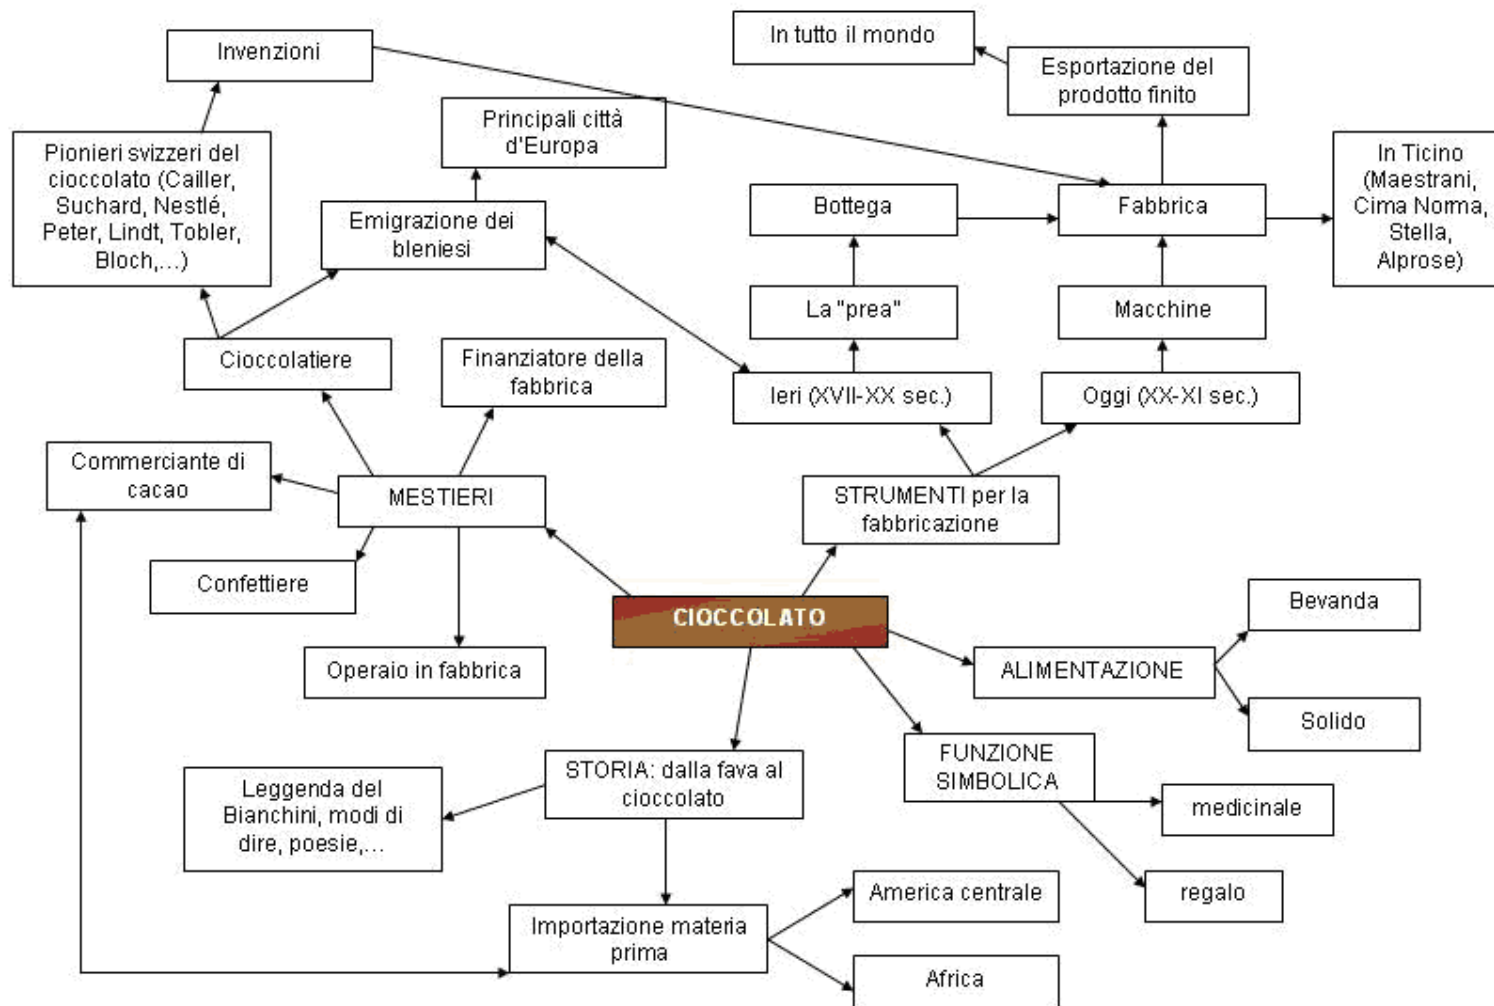 Invenzioni
In tutto il mondo
Esportazione del
prodotto finito
Principali città
d'Europa
Pionieri svizzeri del
cioccolato (Cailler,
Suchard, Nestlé,
Peter, Lindt, Tobler,
Bloch,...)
In Ticino
(Maestrani,
Cima Norma,
Stella,
Alprose)
Emigrazione dei
bleniesi
Bottega
Fabbrica
La "prea"
Macchine
Cioccolatiere
Finanziatore della
fabbrica
Ieri (XVII-XX sec.)
Oggi (XX-XI sec.)
Commerciante di
cacao
MESTIERI
STRUMENTI per la
fabbricazione
Confettiere
CIOCCOLATO
Bevanda
Operaio in fabbrica
ALIMENTAZIONE
Solido
STORIA: dalla fava al
cioccolato
FUNZIONE
SIMBOLICA
Leggenda del
Bianchini, modi di
dire, poesie,...
medicinale
America centrale
regalo
Importazione materia
prima
Africa